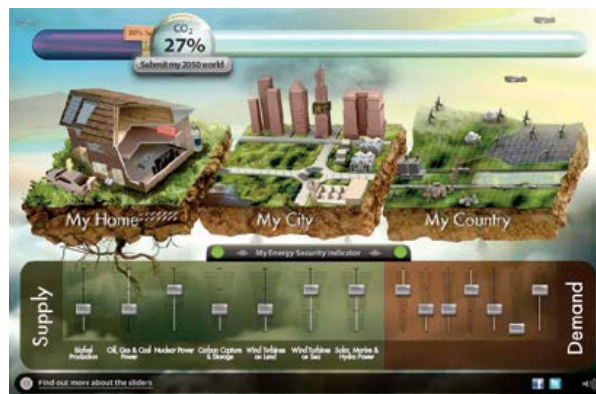 CO2
27%
Submit my 2050 world
My Home
My City
My Country
My Energy Security Indicator
Supply
Biofuel
Production
Oil, Gas & Coal
Power
Nuclear Power
Carbon Capture
& Storage
Wind Turbines
on Land
Wind Turbines
on Sea
Solar, Marine &
Hydro Power
Demand
Find out more about the sliders